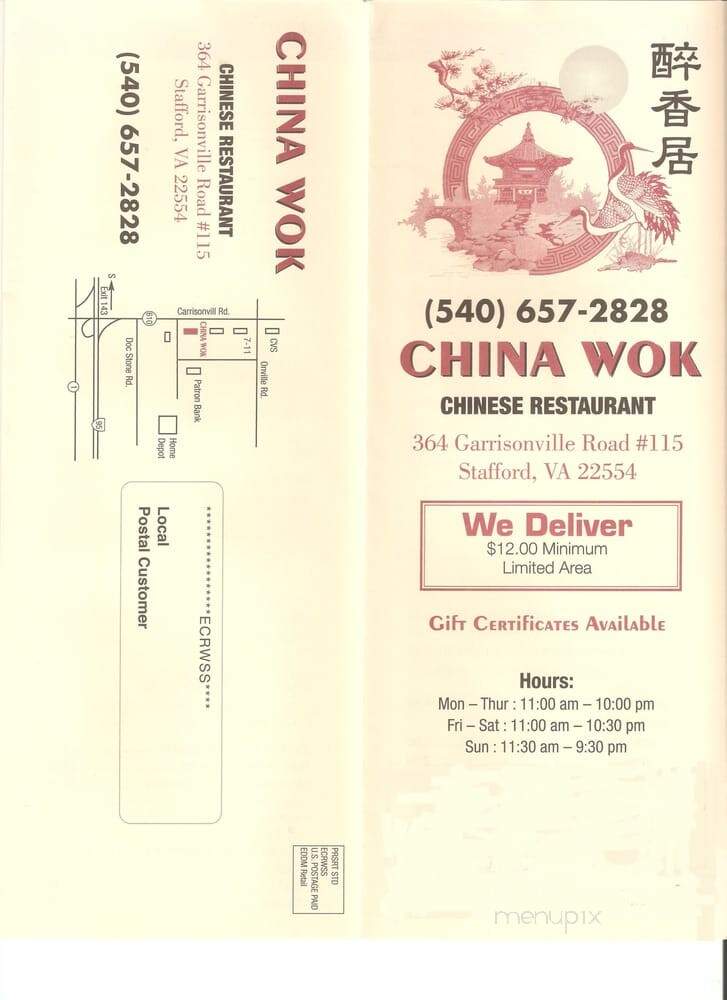 CHINA WOK
CHINESE RESTAURANT
364 Garrisonville Road #115
Stafford, VA 22554
(540) 657-2828
S
Exit 143
610
Carrisonvill Rd.
CHINA WOK
7-11
CVS
Onville Rd.
Doc Stone Rd.
Patron Bank
Home
Depot
95
1
********************ECRWSS****
Local
Postal Customer
PRSRT STD
ECRWSS
U.S. POSTAGE PAID
EDDM Retail
醉香居
(540) 657-2828
CHINA WOK
CHINESE RESTAURANT
364 Garrisonville Road #115
Stafford, VA 22554
We Deliver
$12.00 Minimum
Limited Area
Gift Certificates Available
Hours:
Mon – Thur : 11:00 am – 10:00 pm
Fri – Sat : 11:00 am – 10:30 pm
Sun : 11:30 am – 9:30 pm
menupix